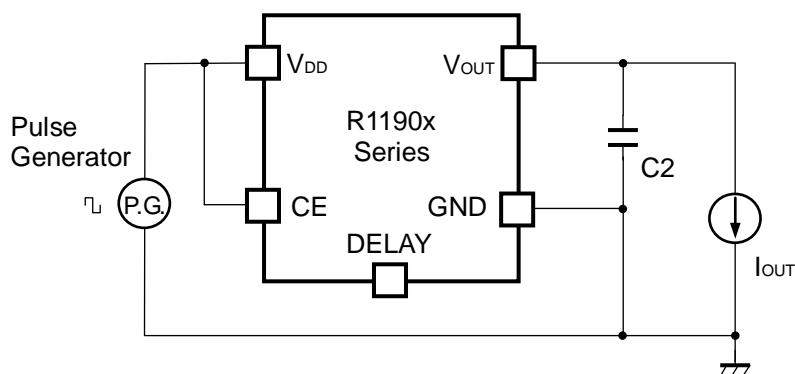 VDD
VOUT
R1190x
Series
Pulse
Generator
P.G.
C2
CE
GND
DELAY
IOUT